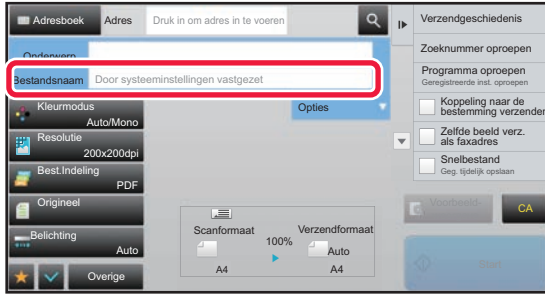 Adresboek
Adres
Druk in om adres in te voeren
Onderwerp
Bestandsnaam
Door systeeminstellingen vastgezet
Kleurmodus
Auto/Mono
Resolutie
200x200dpi
Best.Indeling
PDF
Origineel
Belichting
Auto
Overige
Opties
Scanformaat
A4
100%
Verzendformaat
Auto
A4
Verzendgeschiedenis
Zoeknummer oproepen
Programma oproepen
Geregistreerde inst. oproepen
Koppeling naar de
bestemming verzenden
Zelfde beeld verz.
als faxadres
Snelbestand
Geg. tijdelijk opslaan
Voorbeeld-
CA
Start